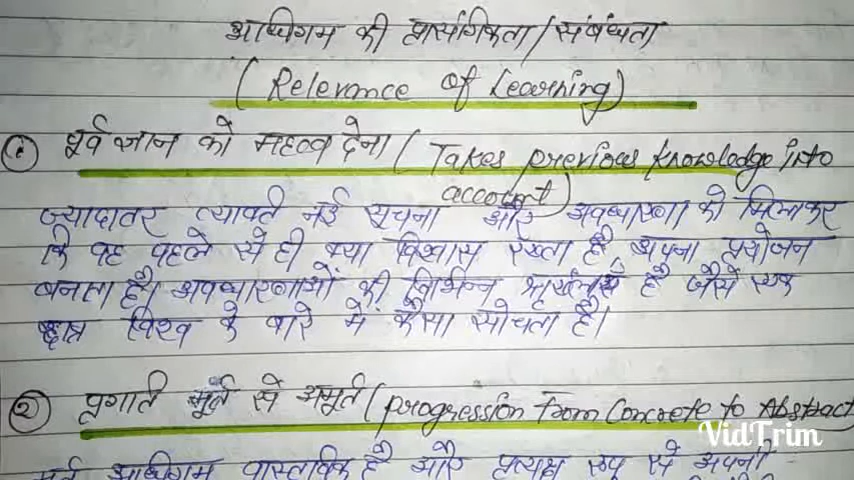 अधिगम की प्रासंगिकता/संबंधता
(Relevance of Learning)
① पूर्व ज्ञान को महत्व देना (Takes previous knowledge into
account)
ज्यादातर व्यक्ति नई सूचना और अवधारणा को मिलाकर
कि वह पहले से ही क्या विश्वास रखता है, अपना प्रयोजन
बनता है। अवधारणाओं की विभिन्न श्रृंखलाएँ है जैसे एक
छात्र विश्व के बारे में कैसा सोचता है।
② प्रगति मूर्त से अमूर्त (progression from Concrete to Abstract
मूर्त अधिगम वास्तविक है और प्रत्यक्ष रूप से अपनी
VidTrim